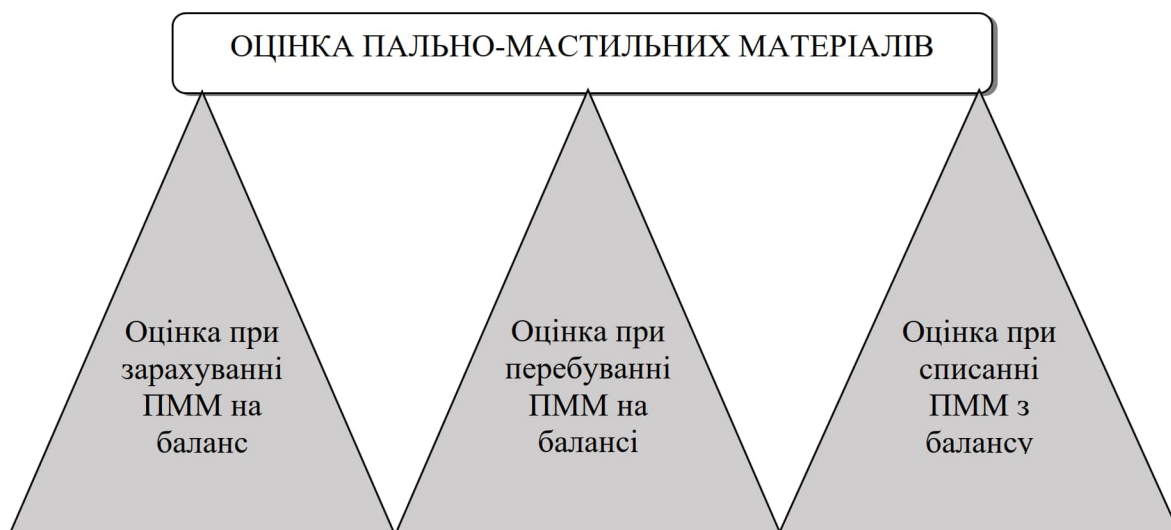 ОЦІНКА ПАЛЬНО-МАСТИЛЬНИХ МАТЕРІАЛІВ
Оцінка при
зарахуванні
ПММ на
баланс
Оцінка при
перебуванні
ПММ на
балансі
Оцінка при
списанні
ПММ з
балансу